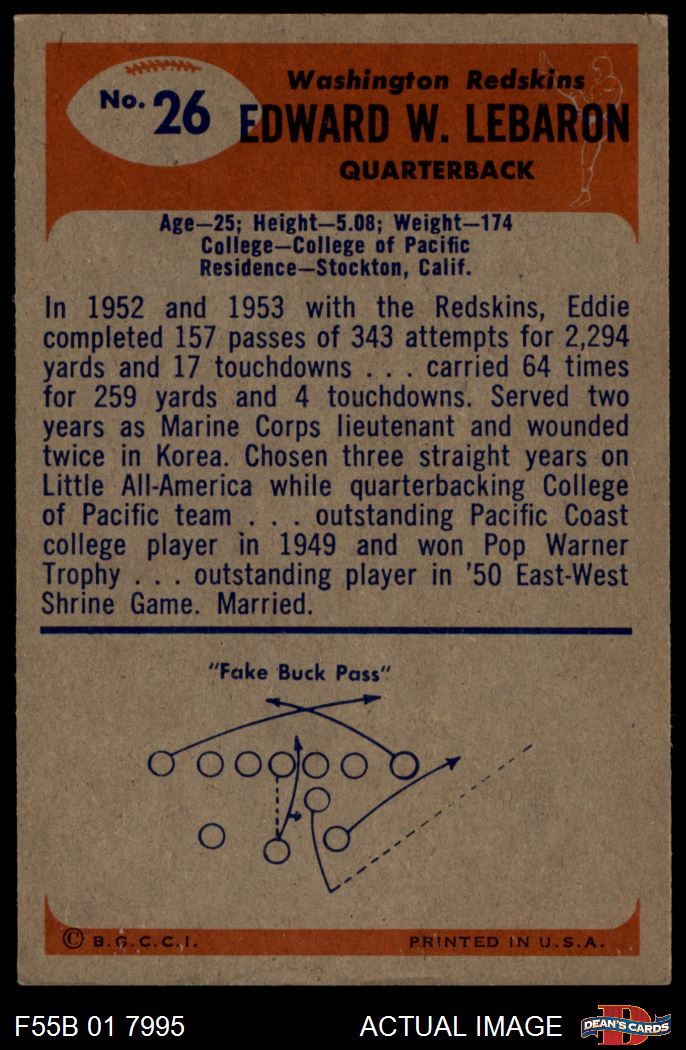 No. 26
Washington Redskins
EDWARD W. LEBARON
QUARTERBACK
Age—25; Height—5.08; Weight—174
College—College of Pacific
Residence—Stockton, Calif.
In 1952 and 1953 with the Redskins, Eddie
completed 157 passes of 343 attempts for 2,294
yards and 17 touchdowns . . . carried 64 times
for 259 yards and 4 touchdowns. Served two
years as Marine Corps lieutenant and wounded
twice in Korea. Chosen three straight years on
Little All-America while quarterbacking College
of Pacific team . . . outstanding Pacific Coast
college player in 1949 and won Pop Warner
Trophy . . . outstanding player in '50 East-West
Shrine Game. Married.
"Fake Buck Pass"
© B.G.C.C.I. PRINTED IN U.S.A.
F55B 01 7995 ACTUAL IMAGE
DEAN'S CARDS